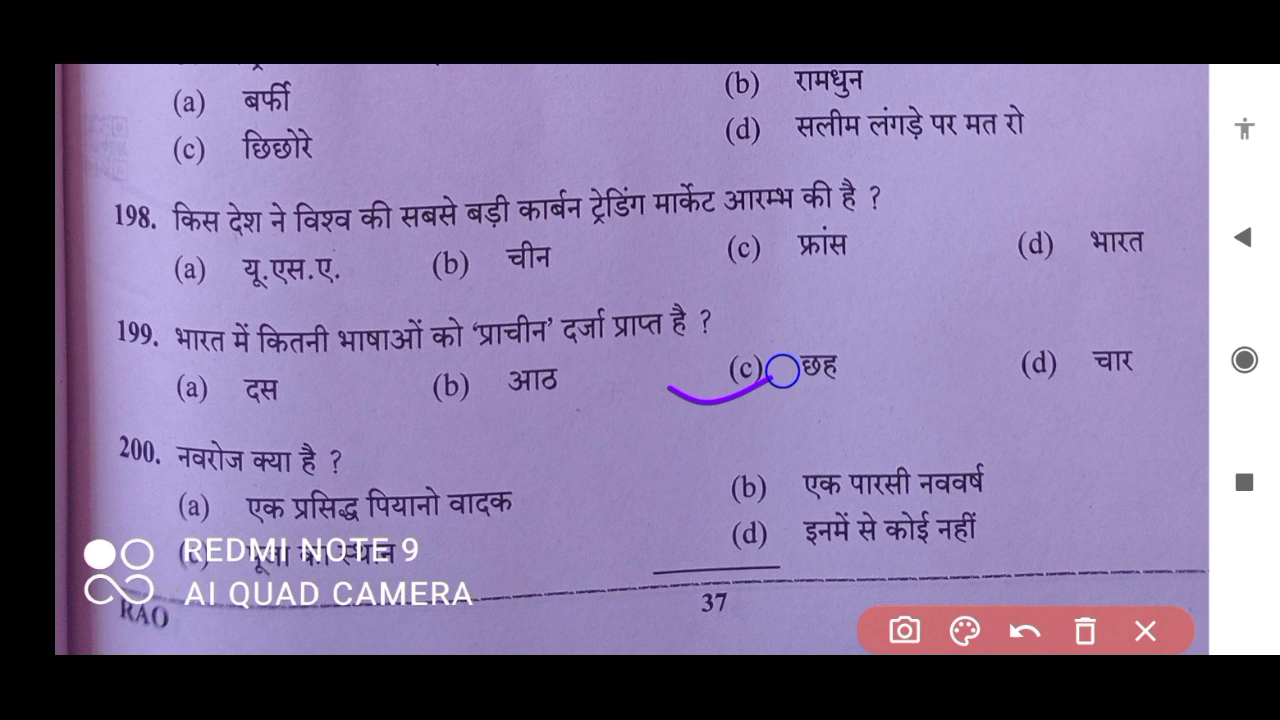 (a) बर्फी (b) रामधुन
(c) छिछोरे (d) सलीम लंगड़े पर मत रो
198. किस देश ने विश्व की सबसे बड़ी कार्बन ट्रेडिंग मार्केट आरम्भ की है ?
(a) यू.एस.ए. (b) चीन (c) फ्रांस (d) भारत
199. भारत में कितनी भाषाओं को ‘प्राचीन’ दर्जा प्राप्त है ?
(a) दस (b) आठ (c) छह (d) चार
200. नवरोज क्या है ?
(a) एक प्रसिद्ध पियानो वादक (b) एक पारसी नववर्ष
(c) पूजा का स्थान (d) इनमें से कोई नहीं
REDMI NOTE 9
AI QUAD CAMERA
RAO 37